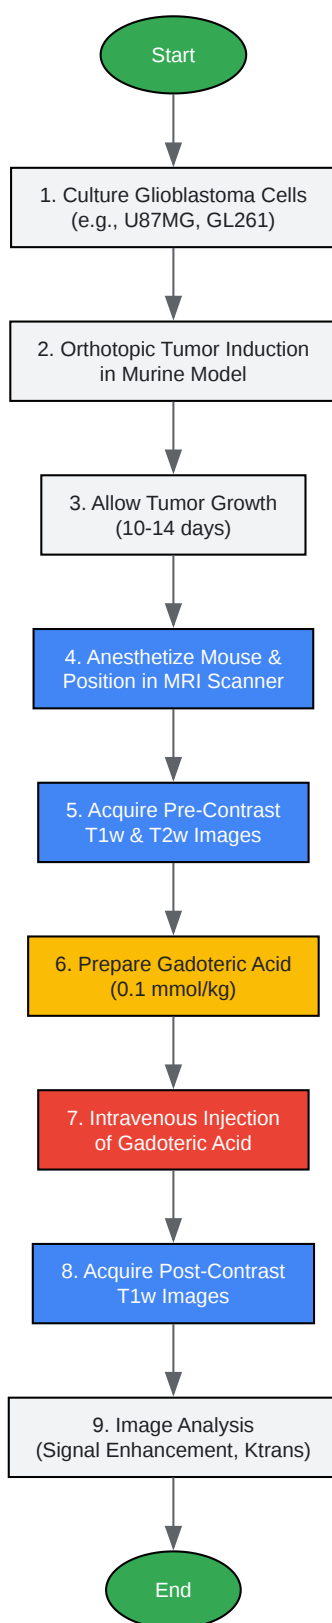 Start
1. Culture Glioblastoma Cells
(e.g., U87MG, GL261)
2. Orthotopic Tumor Induction
in Murine Model
3. Allow Tumor Growth
(10-14 days)
4. Anesthetize Mouse &
Position in MRI Scanner
5. Acquire Pre-Contrast
T1w & T2w Images
6. Prepare Gadoteric Acid
(0.1 mmol/kg)
7. Intravenous Injection
of Gadoteric Acid
8. Acquire Post-Contrast
T1w Images
9. Image Analysis
(Signal Enhancement, Ktrans)
End